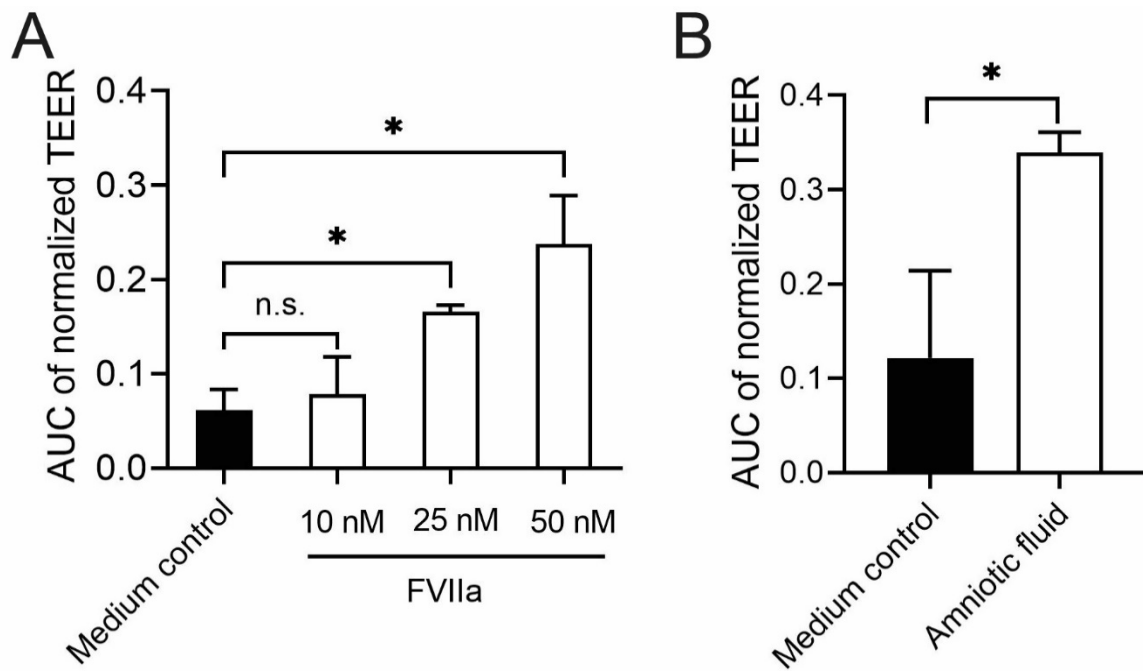 A
AUC of normalized TEER
0.4
0.3
0.2
0.1
0.0
*
*
n.s.
Medium control
10 nM
25 nM
50 nM
FVIIa
B
AUC of normalized TEER
0.4
0.3
0.2
0.1
0.0
*
Medium control
Amniotic fluid